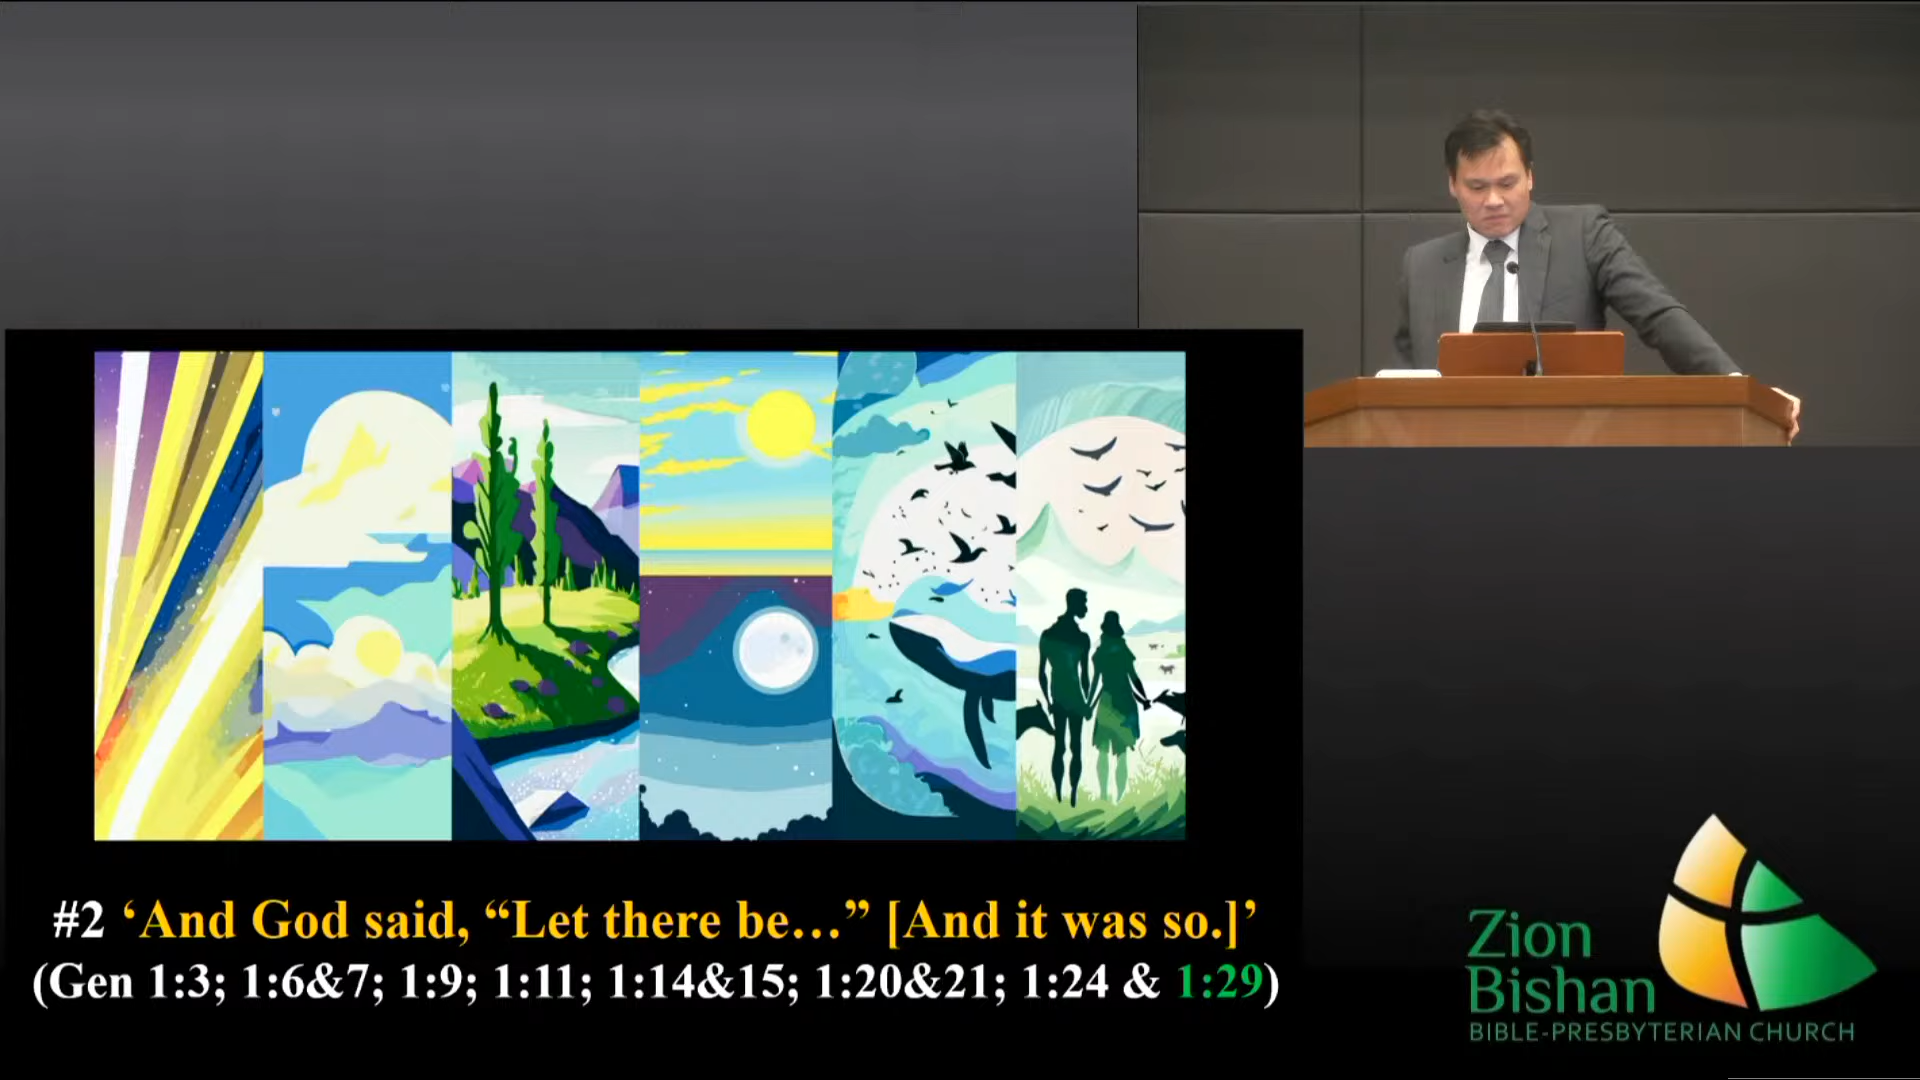 #2 ‘And God said, “Let there be…” [And it was so.]’
(Gen 1:3; 1:6&7; 1:9; 1:11; 1:14&15; 1:20&21; 1:24 & 1:29)
Zion
Bishan
BIBLE-PRESBYTERIAN CHURCH